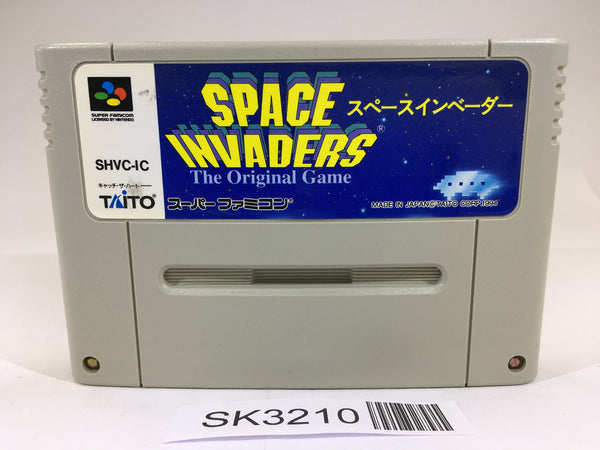 SUPER FAMICOM
LICENSED BY NINTENDO
SHVC-IC
キャッチ・ザ・ハート
TAITO
SPACE
INVADERS®
The Original Game
スペースインベーダー
スーパーファミコン®
MADE IN JAPAN©TAITO CORP.1994
SK3210